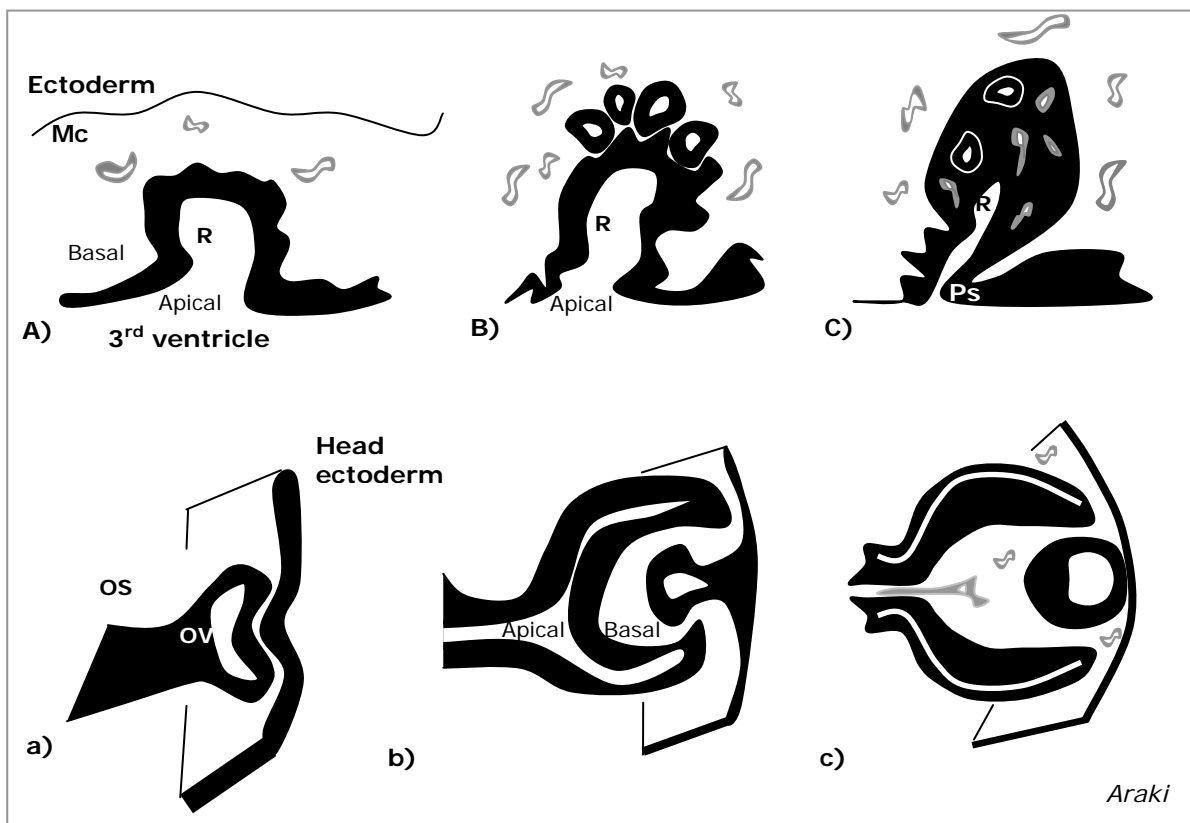 Ectoderm
Mc
R
Basal
Apical
A)
3rd ventricle
R
Apical
B)
R
Ps
C)
Head
ectoderm
OS
OV
a)
Apical
Basal
b)
c)
Araki